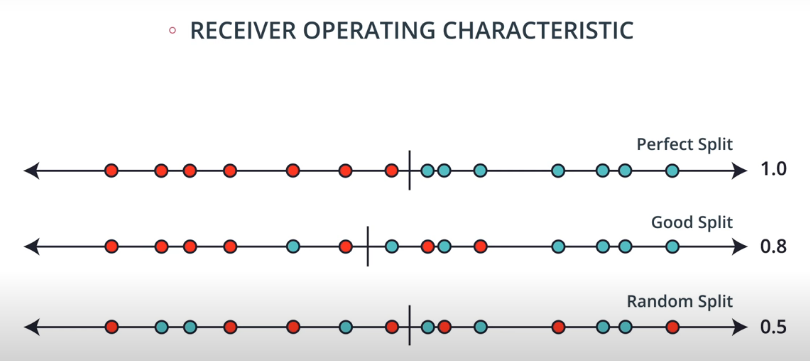 RECEIVER OPERATING CHARACTERISTIC
Perfect Split
1.0
Good Split
0.8
Random Split
0.5